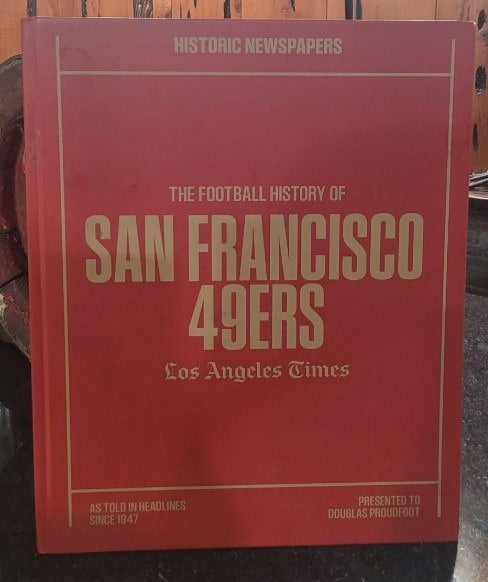 HISTORIC NEWSPAPERS
THE FOOTBALL HISTORY OF
SAN FRANCISCO
49ERS
Los Angeles Times
AS TOLD IN HEADLINES
SINCE 1947
PRESENTED TO
DOUGLAS PROUDFOOT